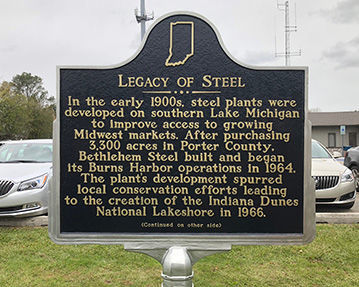 LEGACY OF STEEL
In the early 1900s, steel plants were
developed on southern Lake Michigan
to improve access to growing
Midwest markets. After purchasing
3,300 acres in Porter County,
Bethlehem Steel built and began
its Burns Harbor operations in 1964.
The plant's development spurred
local conservation efforts leading
to the creation of the Indiana Dunes
National Lakeshore in 1966.
(Continued on other side)